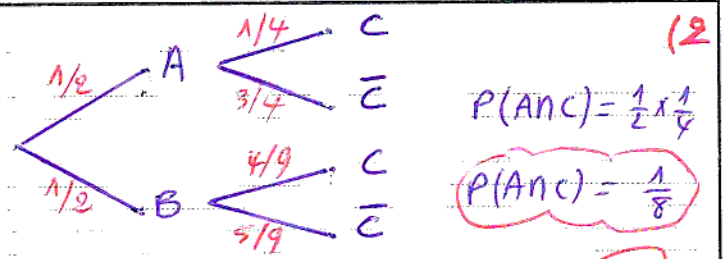 1/4 C (2
1/2 A
3/4 C̅ P(A∩C)= 1/2 x 1/4
4/9 C
1/2 B P(A∩C) = 1/8
5/9 C̅